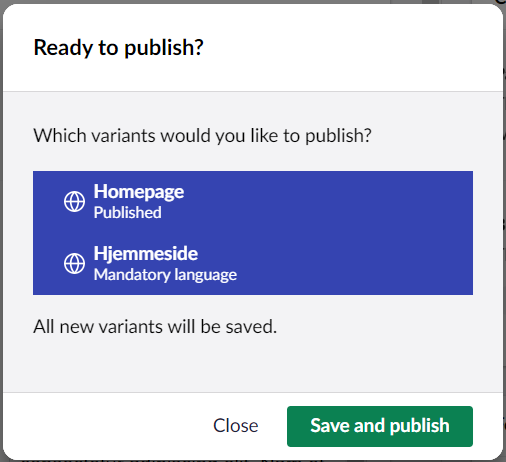 Ready to publish?
Which variants would you like to publish?
Homepage
Published
Hjemmeside
Mandatory language
All new variants will be saved.
Close Save and publish